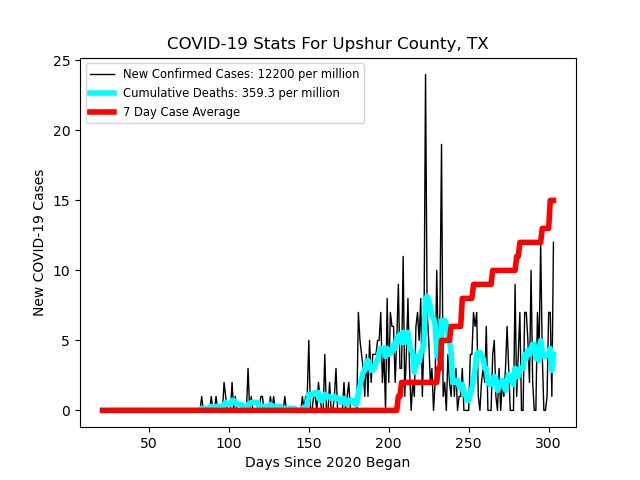 COVID-19 Stats For Upshur County, TX
New Confirmed Cases: 12200 per million
Cumulative Deaths: 359.3 per million
7 Day Case Average
25
20
15
10
5
0
New COVID-19 Cases
50 100 150 200 250 300
Days Since 2020 Began